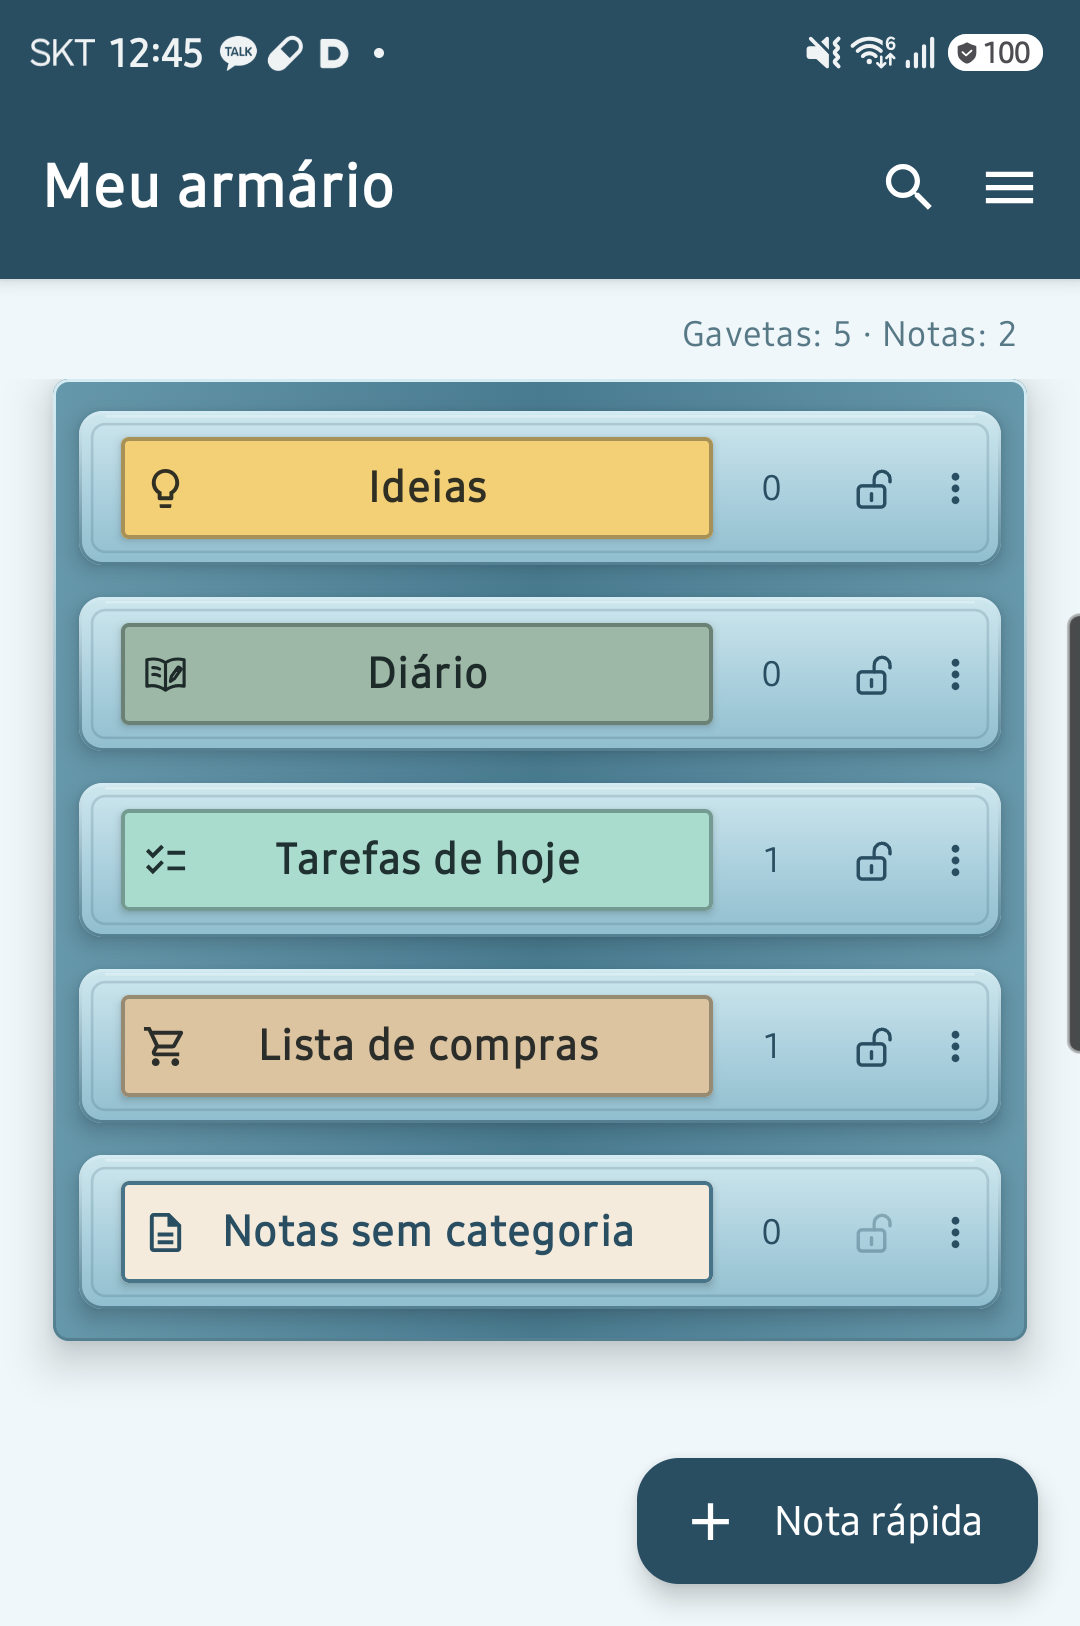 SKT 12:45 TALK D 6 100
Meu armário
Gavetas: 5 · Notas: 2
Ideias 0
Diário 0
Tarefas de hoje 1
Lista de compras 1
Notas sem categoria 0
+ Nota rápida